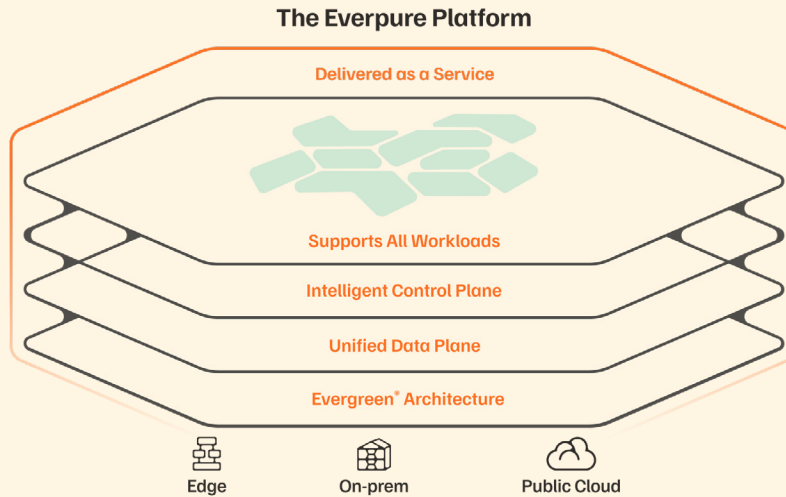 The Everpure Platform
Delivered as a Service
Supports All Workloads
Intelligent Control Plane
Unified Data Plane
Evergreen® Architecture
Edge
On-prem
Public Cloud